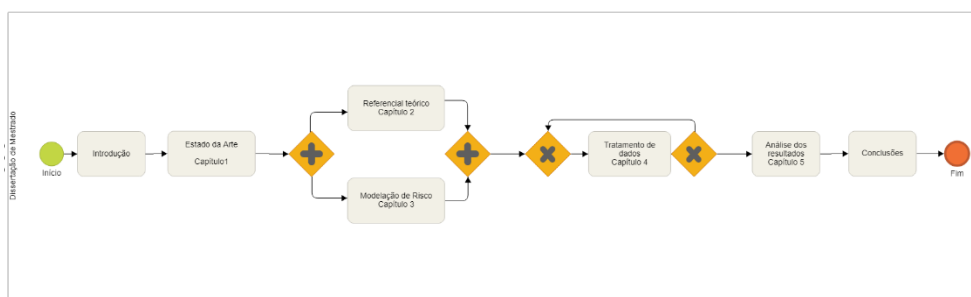 Dissertação de Mestrado
Início
Introdução
Estado da Arte
Capítulo1
Referencial teórico
Capítulo 2
Modelação de Risco
Capítulo 3
Tratamento de
dados
Capítulo 4
Análise dos
resultados
Capítulo 5
Conclusões
Fim